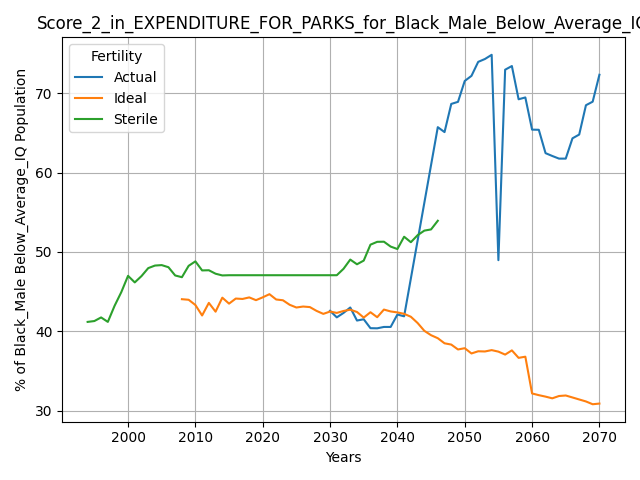 Score_2_in_EXPENDITURE_FOR_PARKS_for_Black_Male_Below_Average_IQ
Fertility
Actual
Ideal
Sterile
% of Black_Male Below_Average_IQ Population
70
60
50
40
30
2000 2010 2020 2030 2040 2050 2060 2070
Years